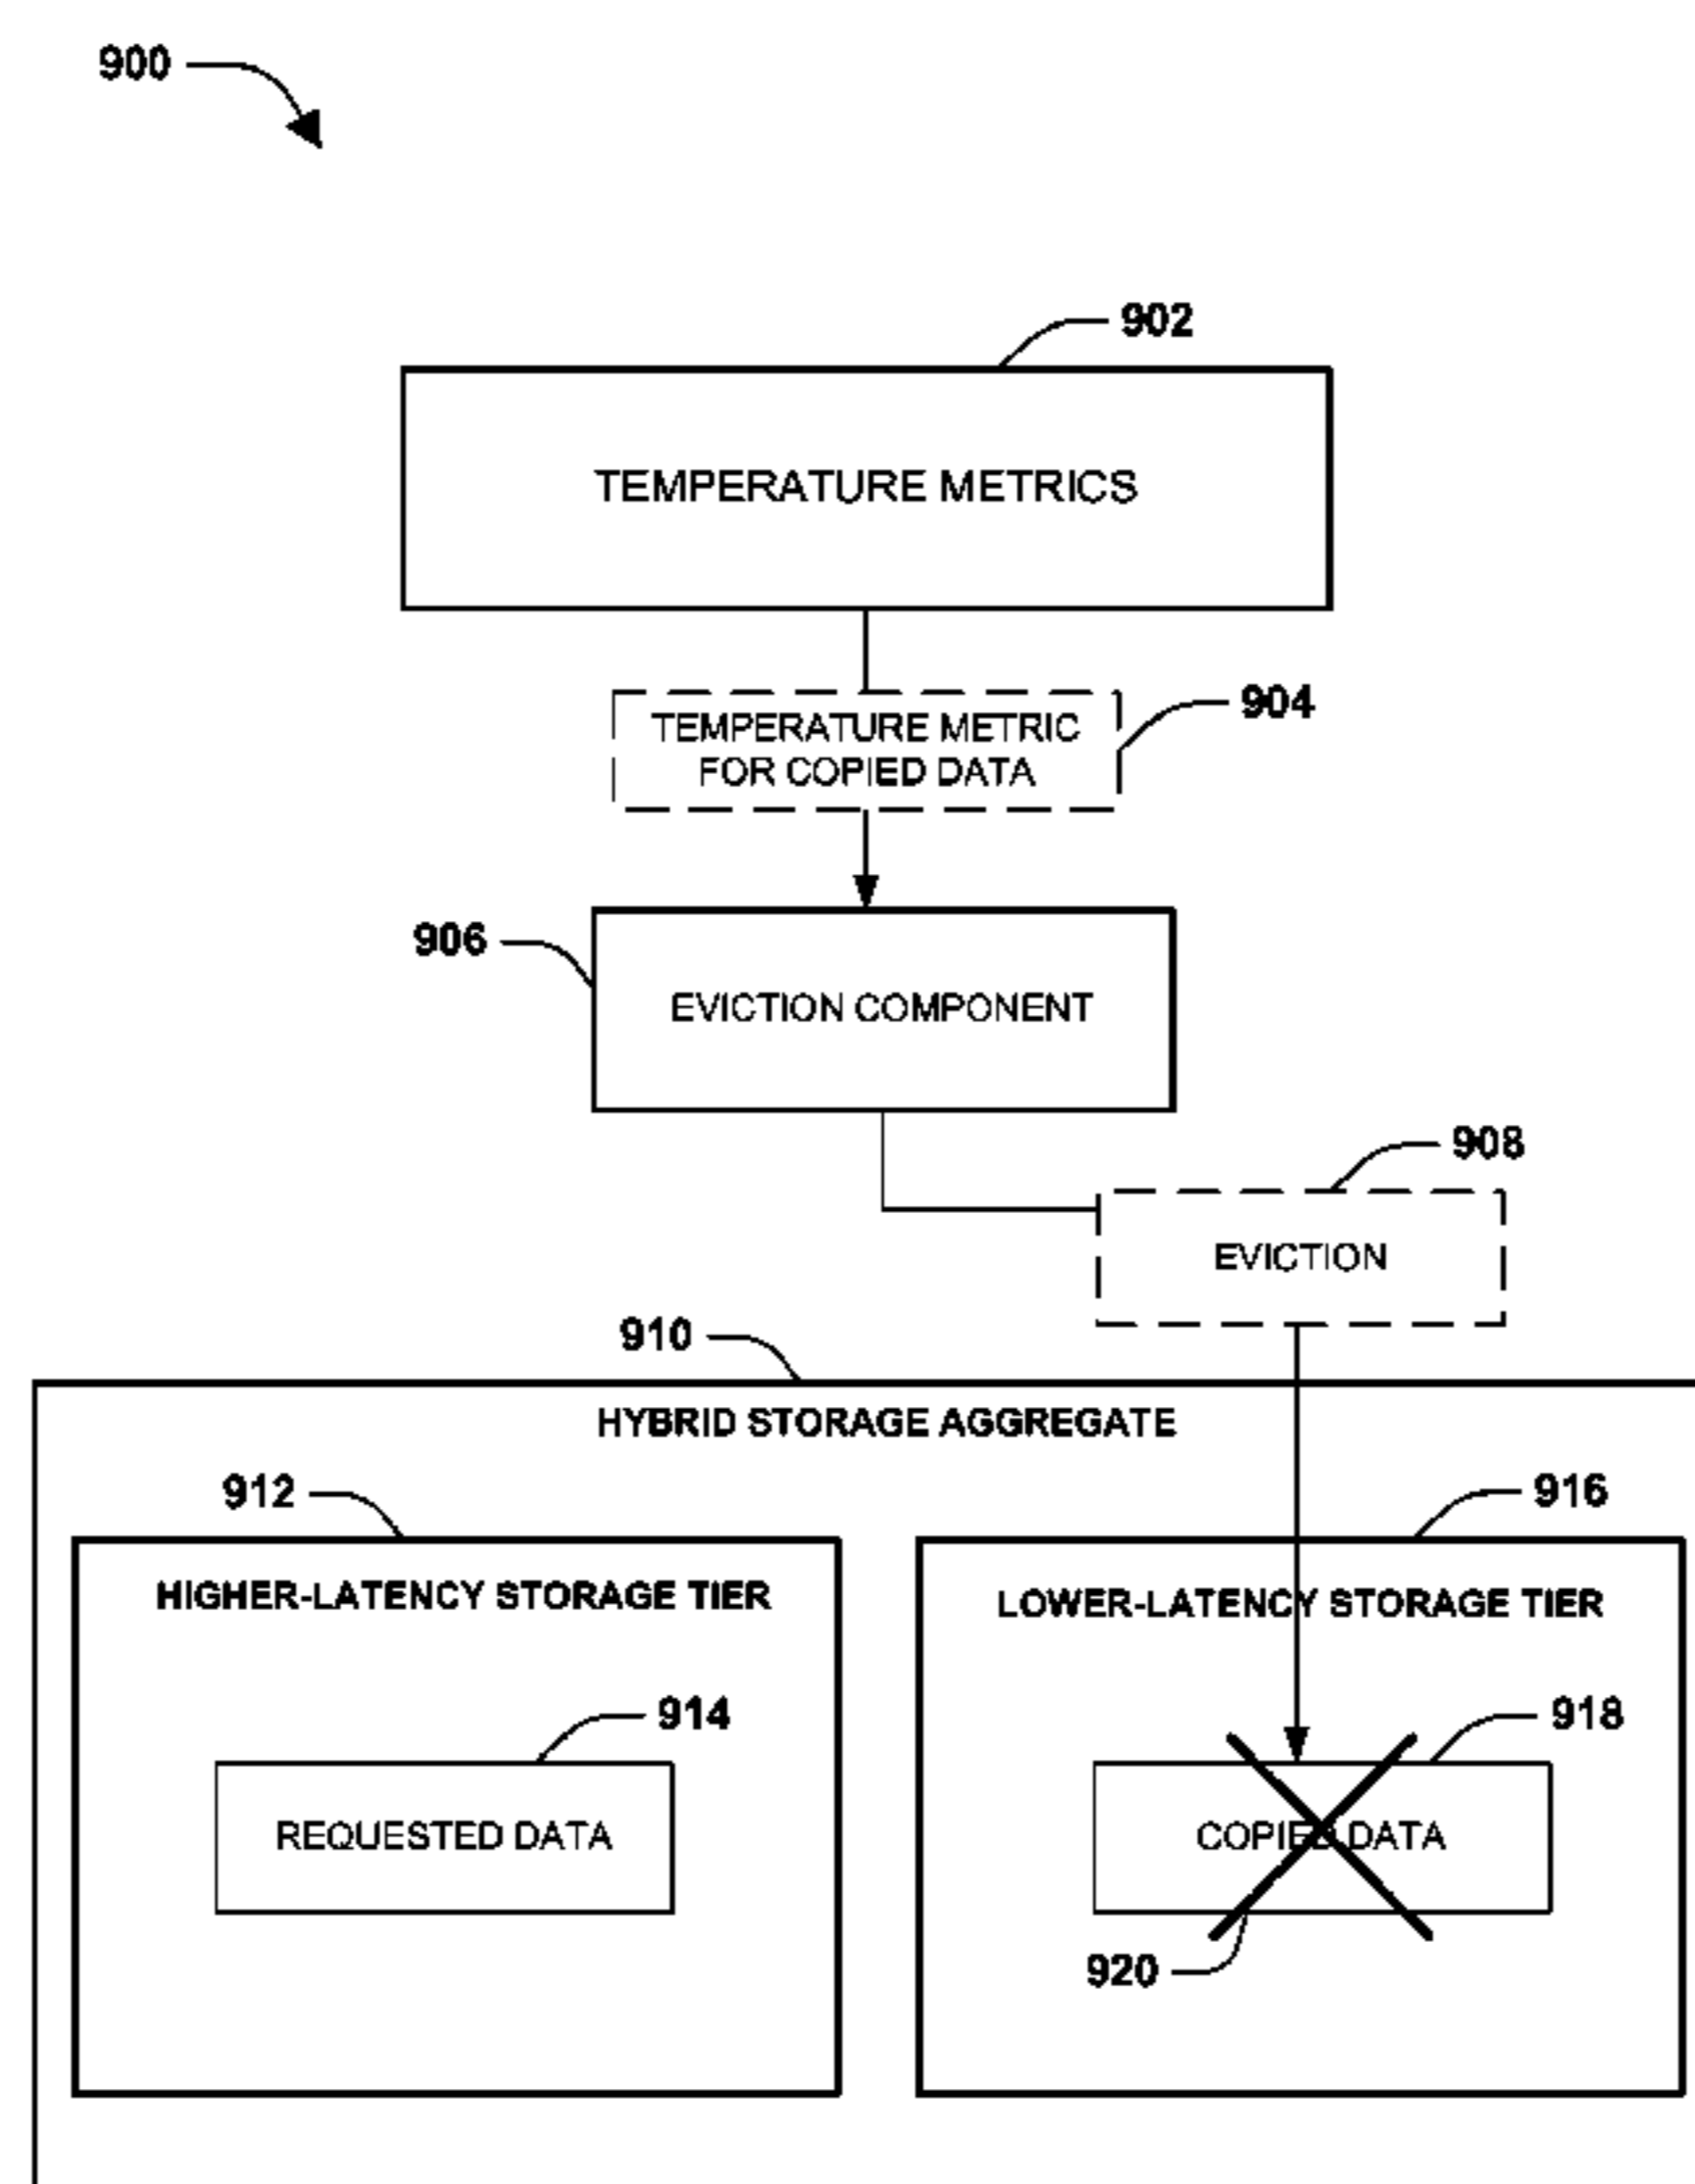 900
902
TEMPERATURE METRICS
904
TEMPERATURE METRIC
FOR COPIED DATA
906
EVICTION COMPONENT
908
EVICTION
910
HYBRID STORAGE AGGREGATE
912
916
HIGHER-LATENCY STORAGE TIER
LOWER-LATENCY STORAGE TIER
914
918
REQUESTED DATA
COPIED DATA
920